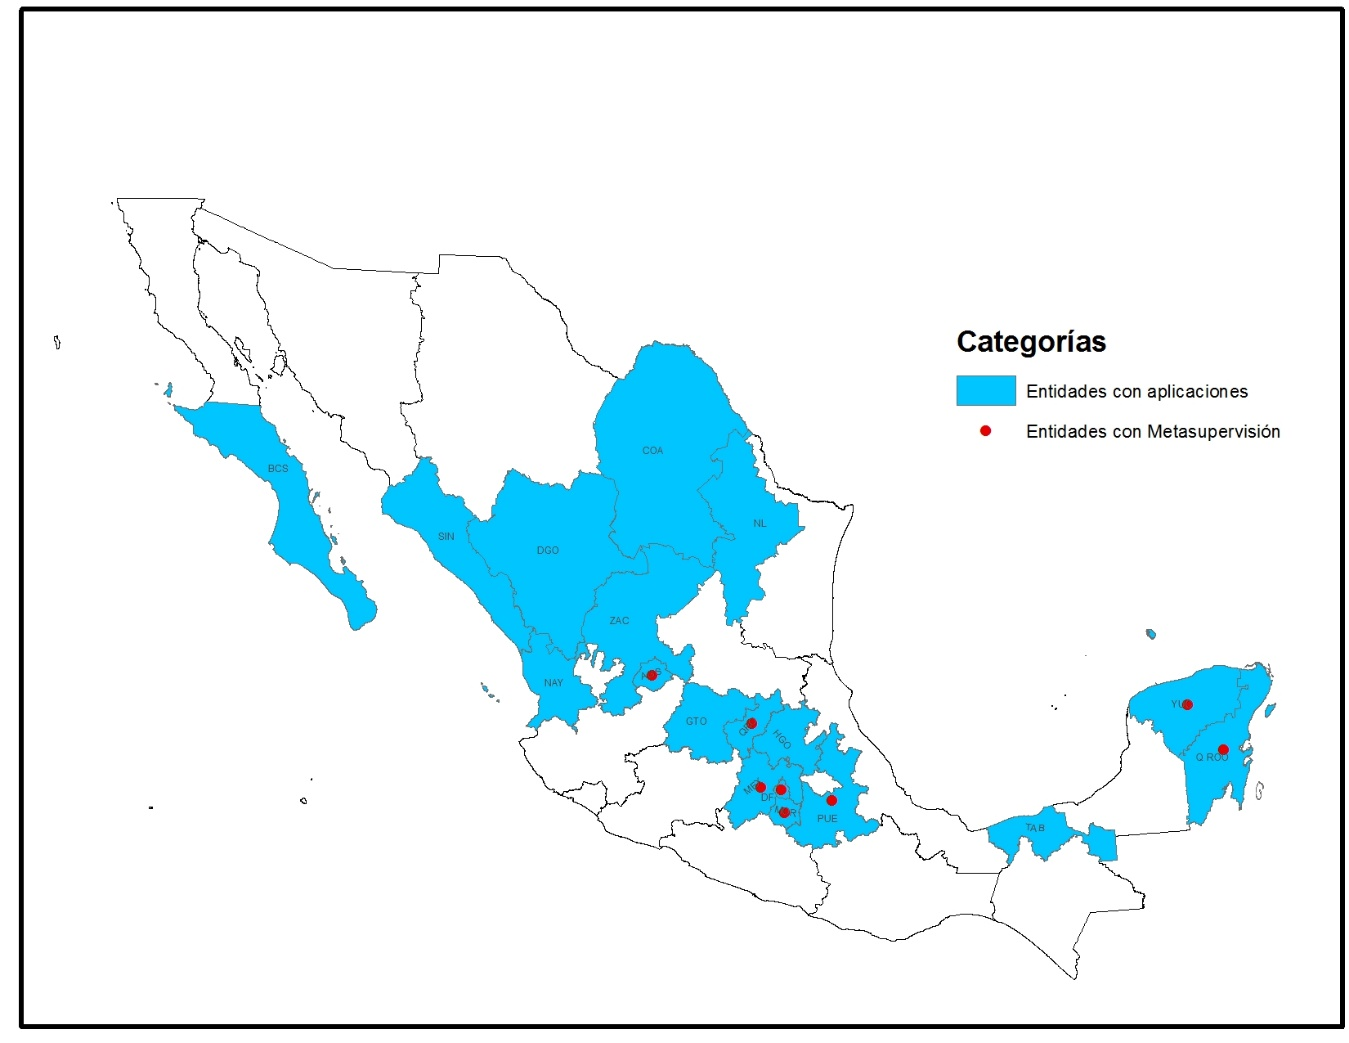 Categorías
Entidades con aplicaciones
Entidades con Metasupervisión
COA
BCS
NL
SIN
DGO
ZAC
NAY
YU
GTO
HGO
Q ROO
DF
PUE
TAB